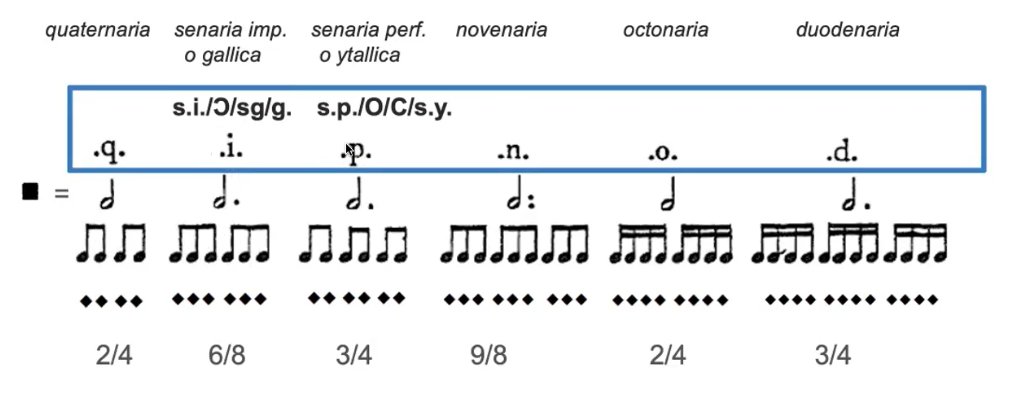 quaternaria senaria imp. senaria perf. novenaria octonaria duodenaria
o gallica o ytallica
s.i./Ɔ/sg/g. s.p./O/C/s.y.
.q. .i. .p. .n. .o. .d.
=
2/4 6/8 3/4 9/8 2/4 3/4